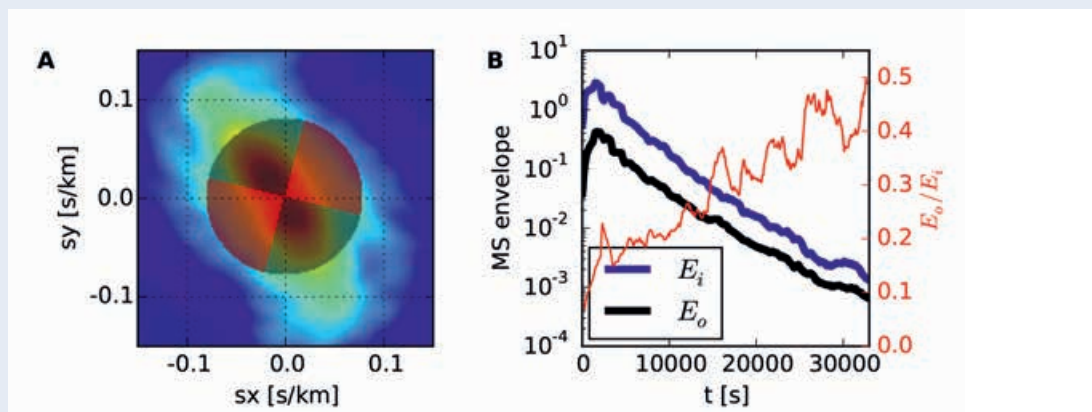 A
sy [s/km]
0.1
0.0
-0.1
-0.1 0.0 0.1
sx [s/km]
B
MS envelope
10^1
10^0
10^-1
10^-2
10^-3
10^-4
E_i
E_o
0 10000 20000 30000
t [s]
0.5
0.4
0.3
0.2
0.1
0.0
E_o/E_i